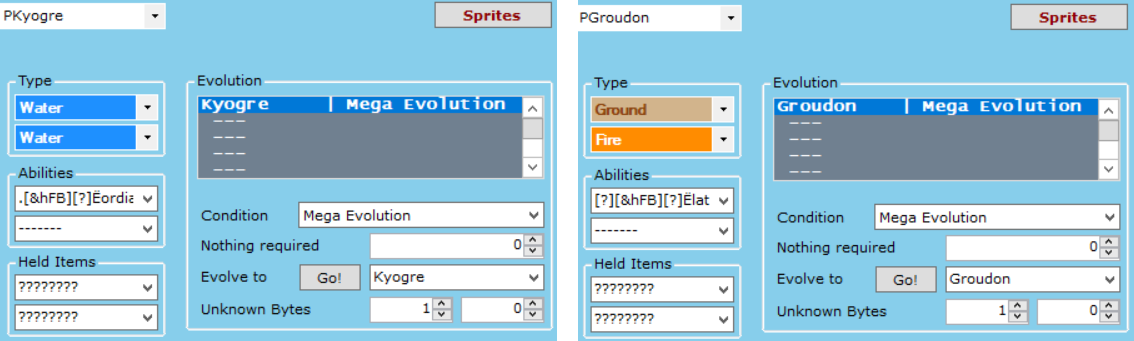 PKyogre
Sprites
Type
Water
Water
Evolution
Kyogre | Mega Evolution
---
---
---
---
Abilities
.[&hFB][?]Ëordia
-------
Condition Mega Evolution
Nothing required 0
Held Items
????????
????????
Evolve to Go! Kyogre
Unknown Bytes 1 0
PGroudon
Sprites
Type
Ground
Fire
Evolution
Groudon | Mega Evolution
---
---
---
---
Abilities
[?][&hFB][?]Ëlat
-------
Condition Mega Evolution
Nothing required 0
Held Items
????????
????????
Evolve to Go! Groudon
Unknown Bytes 1 0